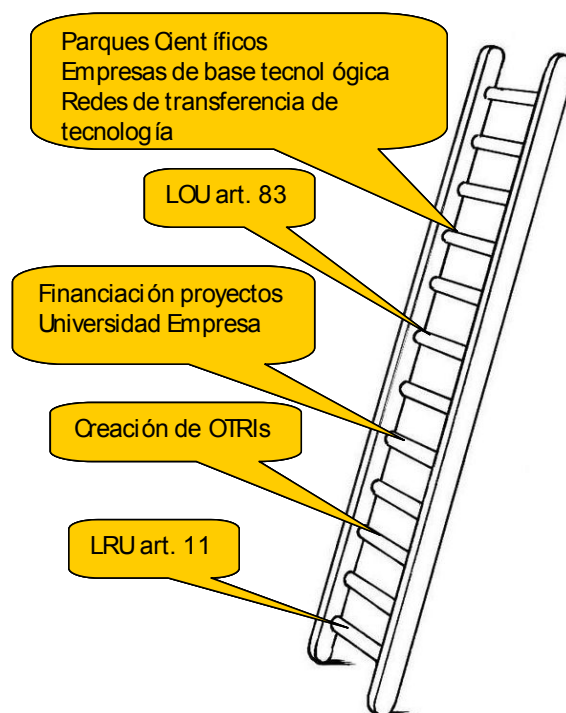 Parques Científicos
Empresas de base tecnológica
Redes de transferencia de
tecnología
LOU art. 83
Financiación proyectos
Universidad Empresa
Creación de OTRIs
LRU art. 11